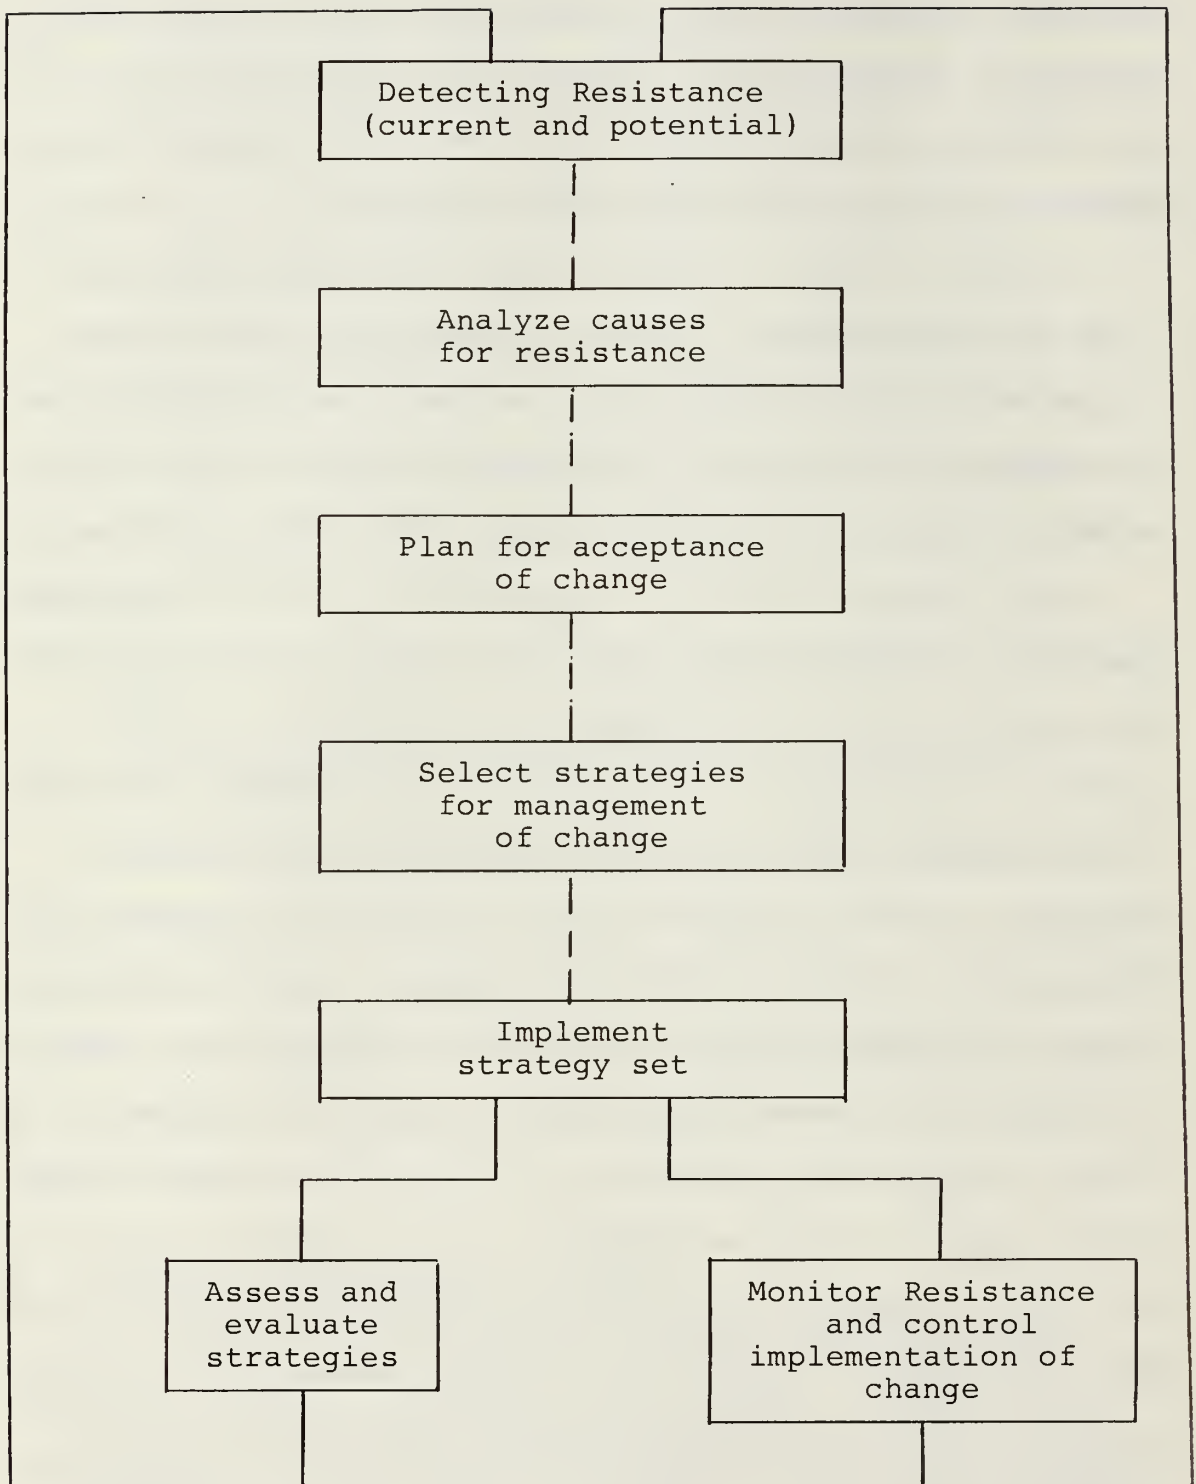 Detecting Resistance
(current and potential)
Analyze causes
for resistance
Plan for acceptance
of change
Select strategies
for management
of change
Implement
strategy set
Assess and
evaluate
strategies
Monitor Resistance
and control
implementation of
change